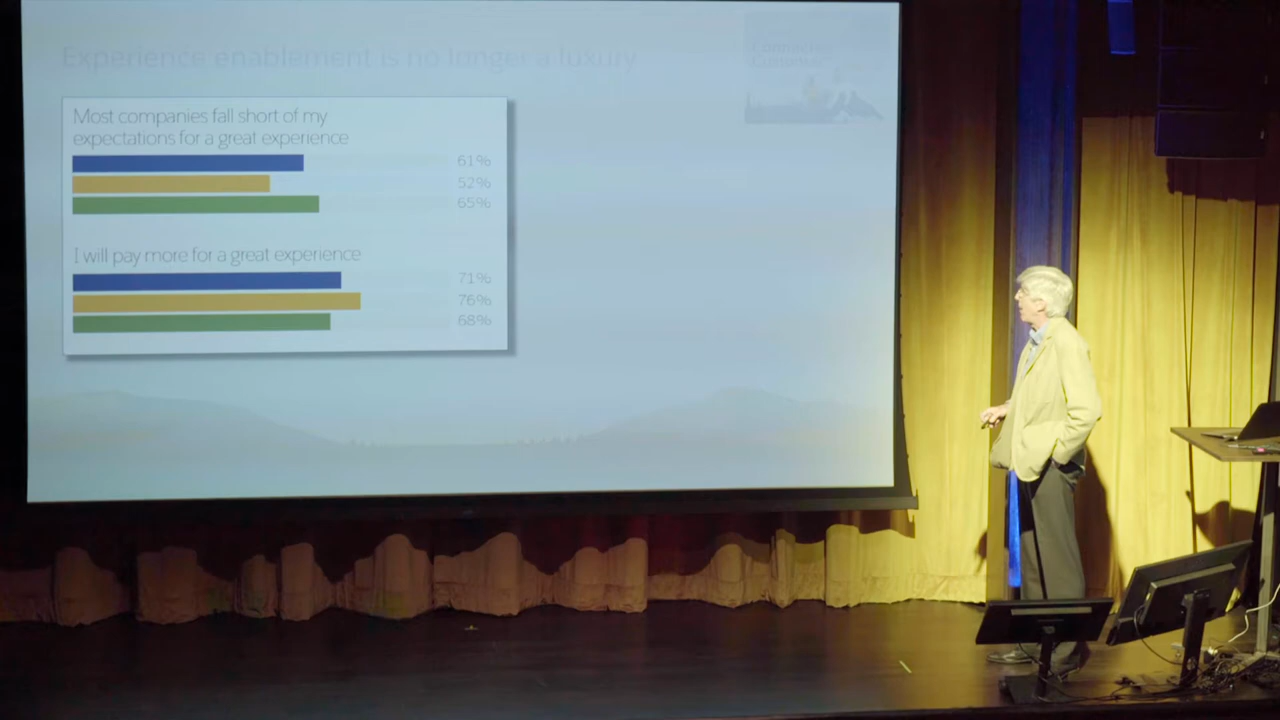 Experience enablement is no longer a luxury
Most companies fall short of my
expectations for a great experience
61%
52%
65%
I will pay more for a great experience
71%
76%
68%